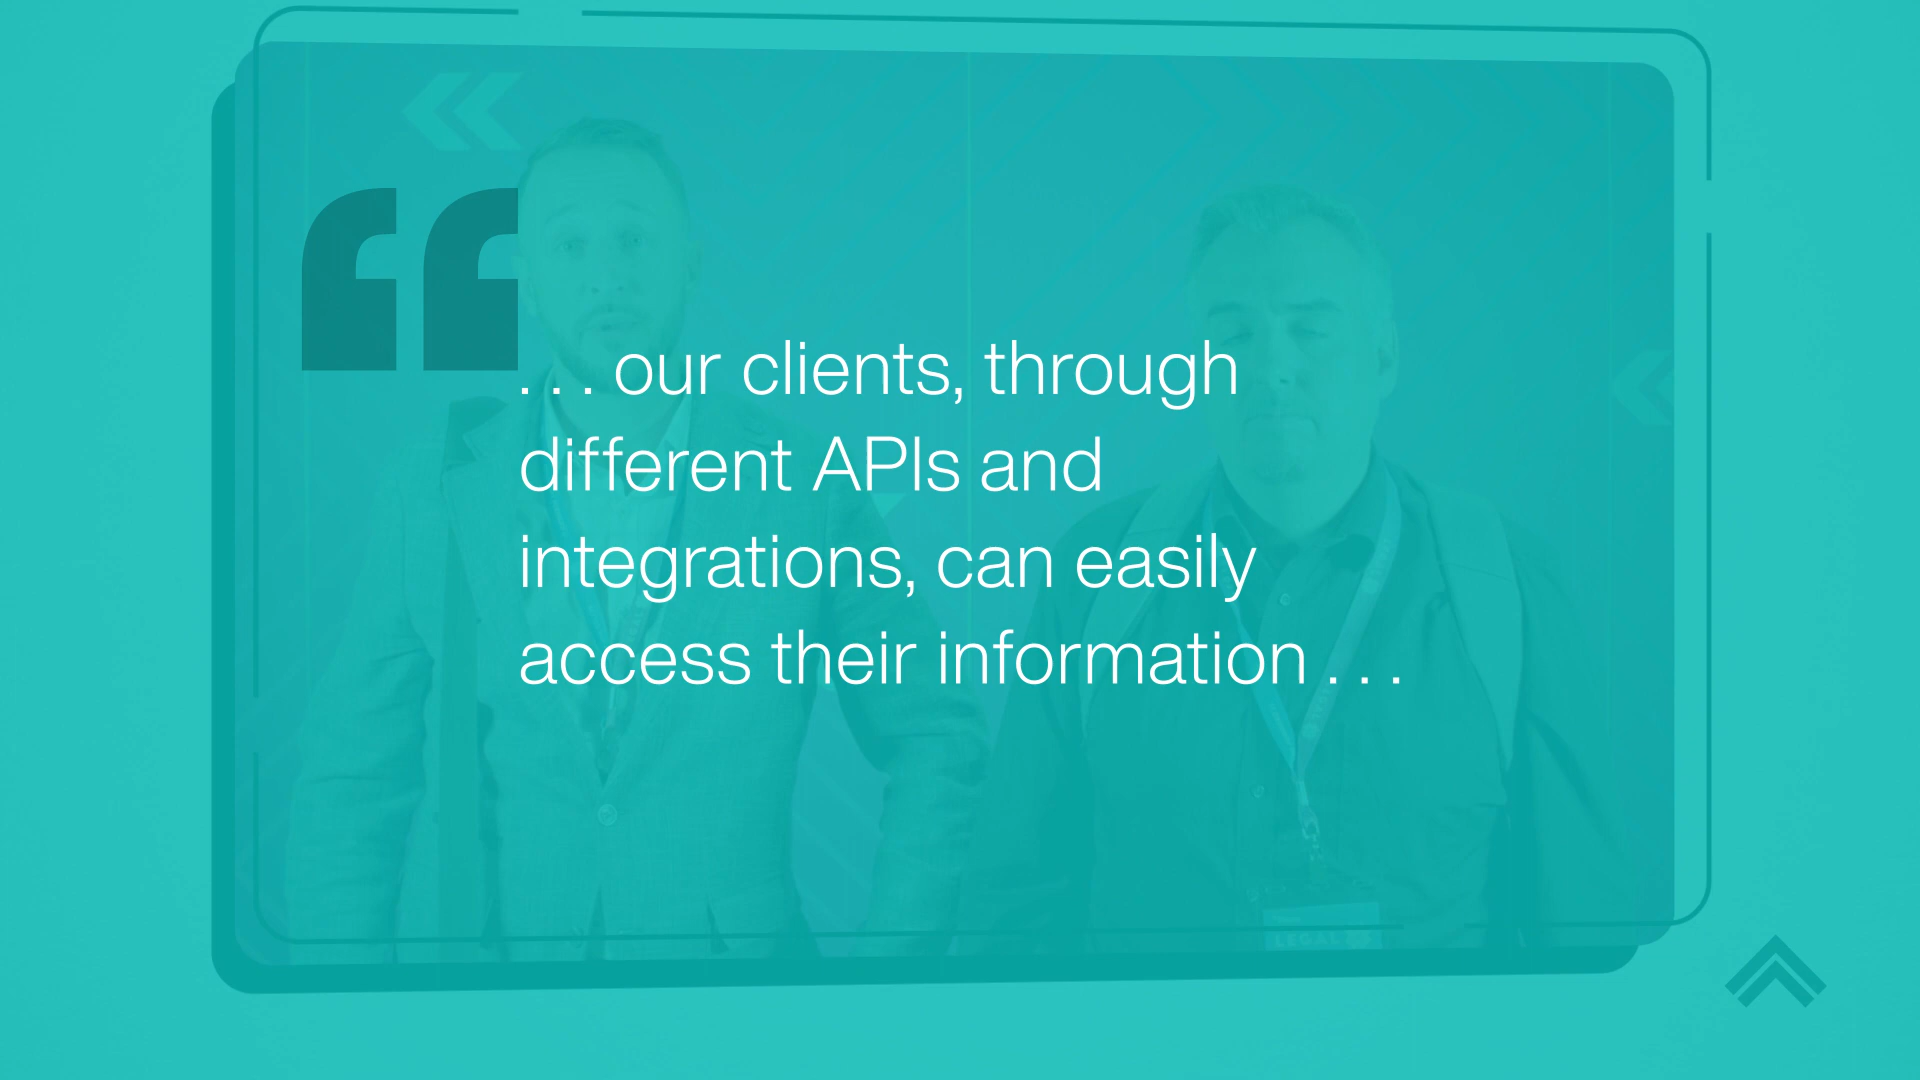 “
. . . our clients, through
different APIs and
integrations, can easily
access their information . . .